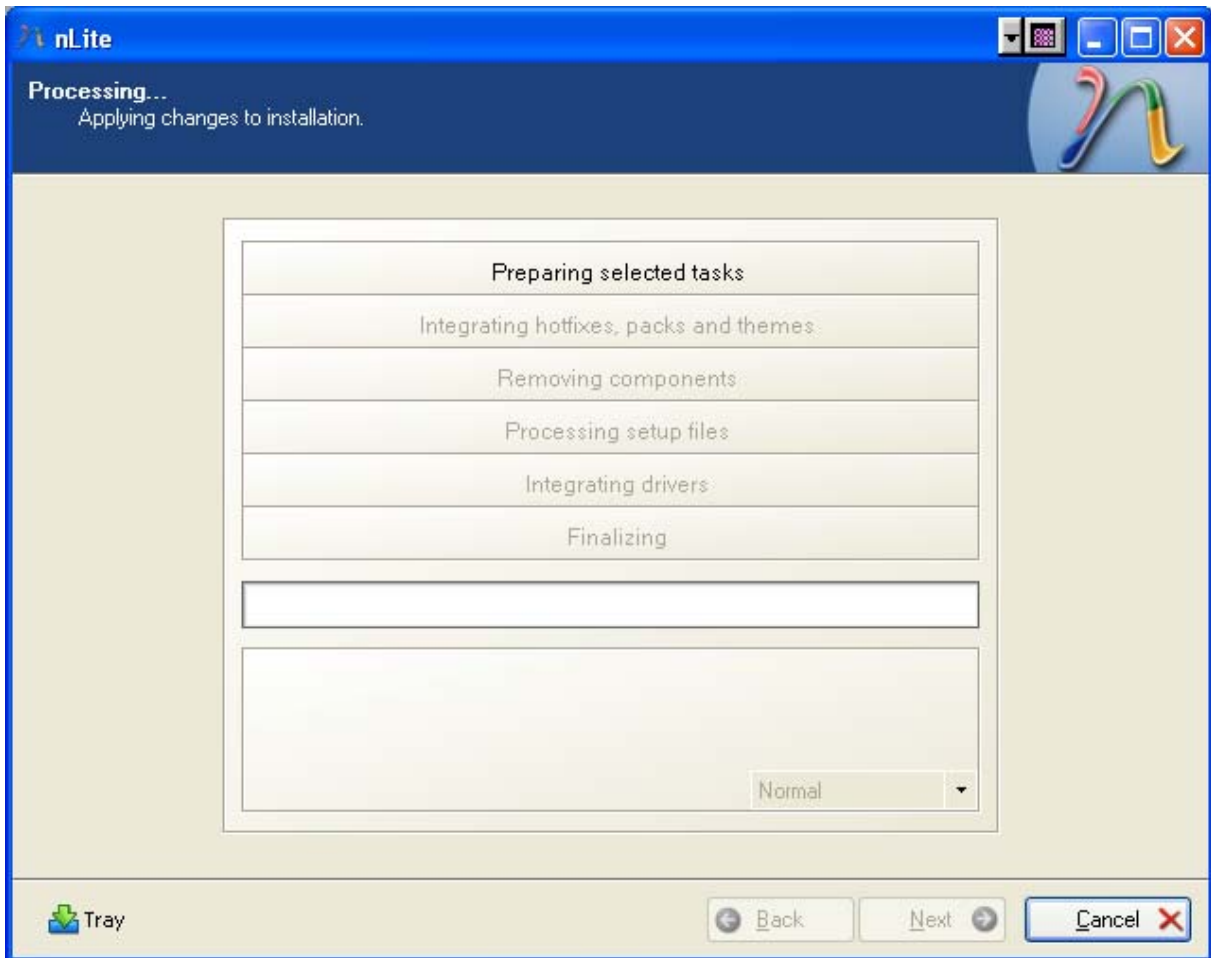 nLite
Processing...
Applying changes to installation.
Preparing selected tasks
Integrating hotfixes, packs and themes
Removing components
Processing setup files
Integrating drivers
Finalizing
Normal
Tray
Back
Next
Cancel